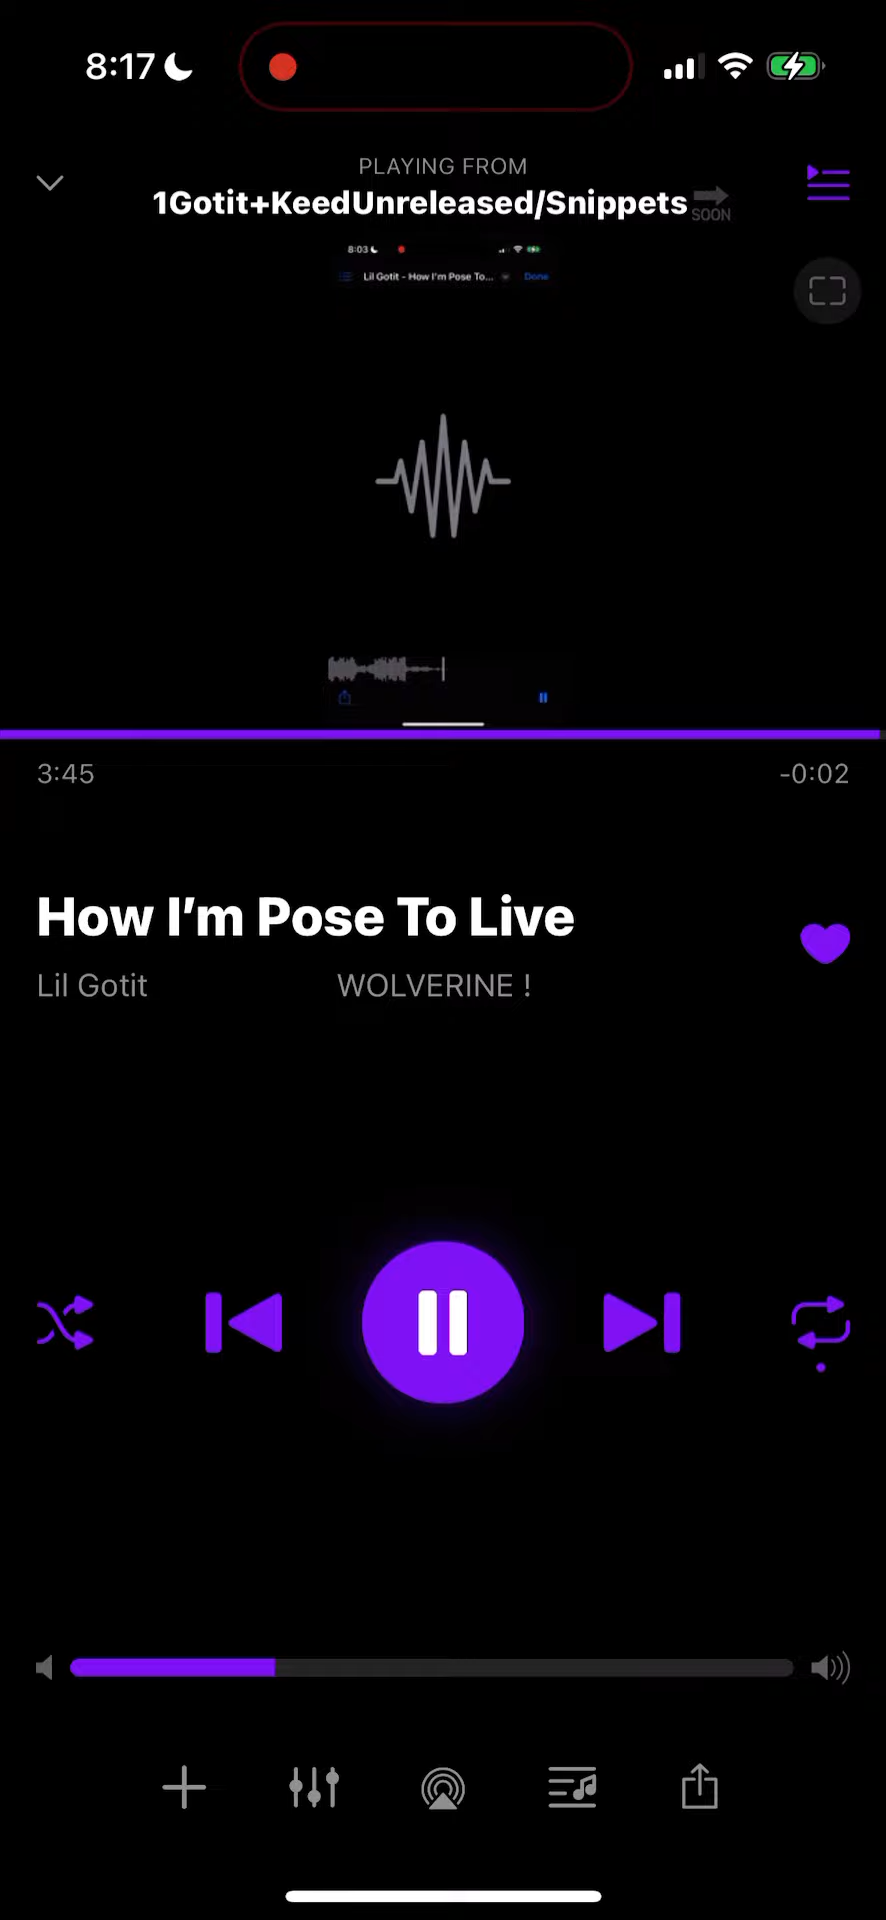 8:17
PLAYING FROM
1Gotit+KeedUnreleased/Snippets
SOON
8:03
Lil Gotit - How I'm Pose To... Done
3:45 -0:02
How I’m Pose To Live
Lil Gotit WOLVERINE !